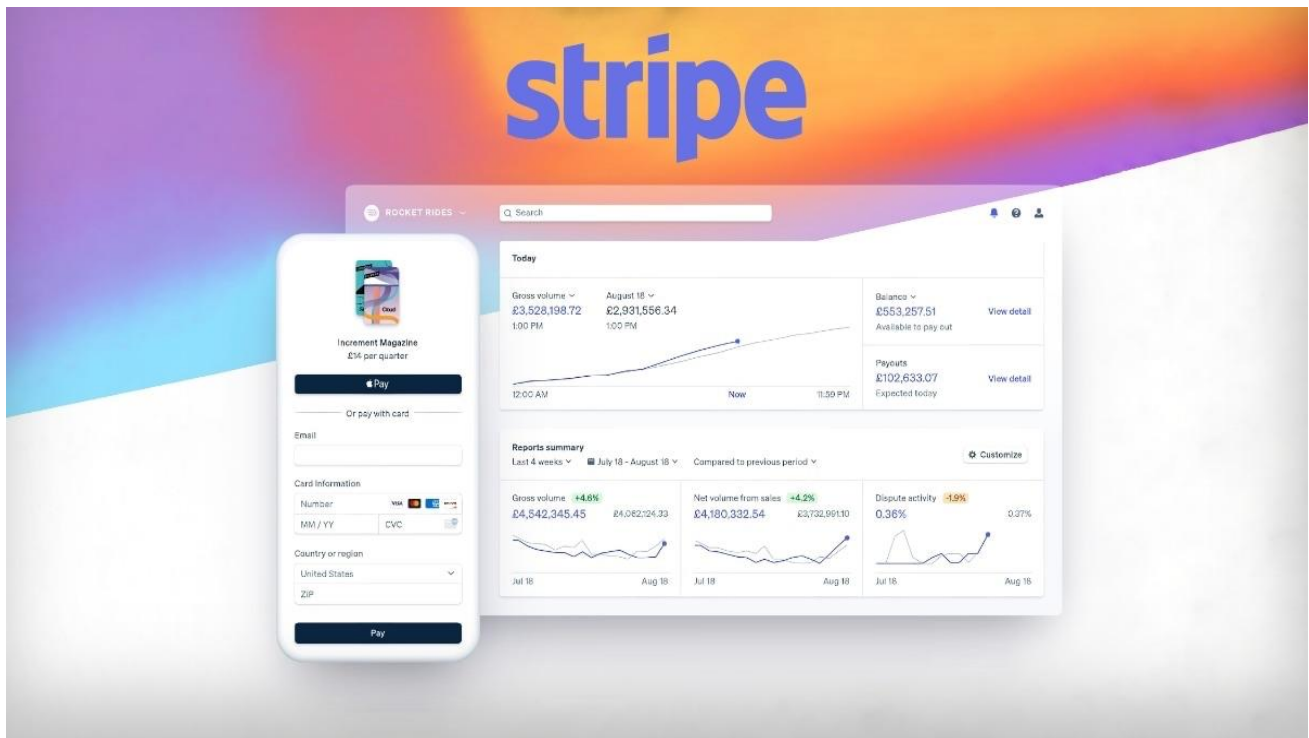 stripe
ROCKET RIDES
Search
Increment Magazine
£14 per quarter
Pay
Or pay with card
Email
Card Information
Number VISA
MM / YY CVC
Country or region
United States
ZIP
Pay
Today
Gross volume August 18
£3,528,198.72 £2,931,556.34
1:00 PM 1:00 PM
12:00 AM Now 11:59 PM
Balance
£553,257.51 View detail
Available to pay out
Payouts
£102,633.07 View detail
Expected today
Reports summary
Last 4 weeks July 18 - August 18 Compared to previous period
Customize
Gross volume +4.6%
£4,542,345.45 £4,082,124.33
Jul 18 Aug 18
Net volume from sales +4.2%
£4,180,332.54 £3,732,991.10
Jul 18 Aug 18
Dispute activity -1.9%
0.36% 0.37%
Jul 18 Aug 18